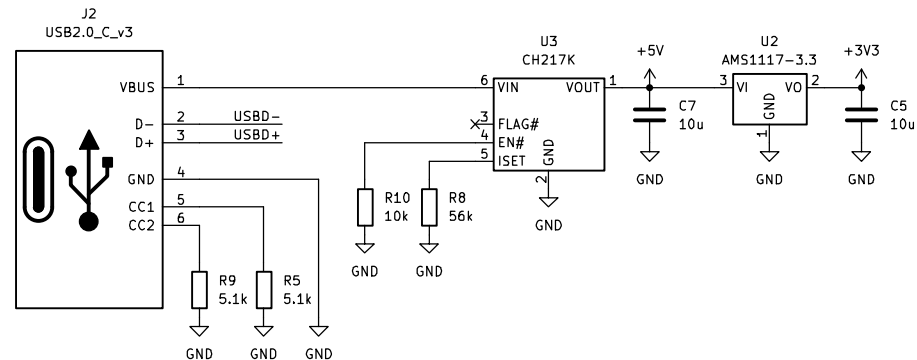 J2
USB2.0_C_v3
VBUS 1
D- 2 USBD-
D+ 3 USBD+
GND 4
CC1 5
CC2 6
R9
5.1k
R5
5.1k
GND
GND
GND
R10
10k
R8
56k
GND
GND
U3
CH217K
6 VIN
VOUT 1
3 FLAG#
4 EN#
5 ISET
GND
2
GND
+5V
C7
10u
GND
U2
AMS1117-3.3
3 VI
VO 2
GND
1
GND
+3V3
C5
10u
GND